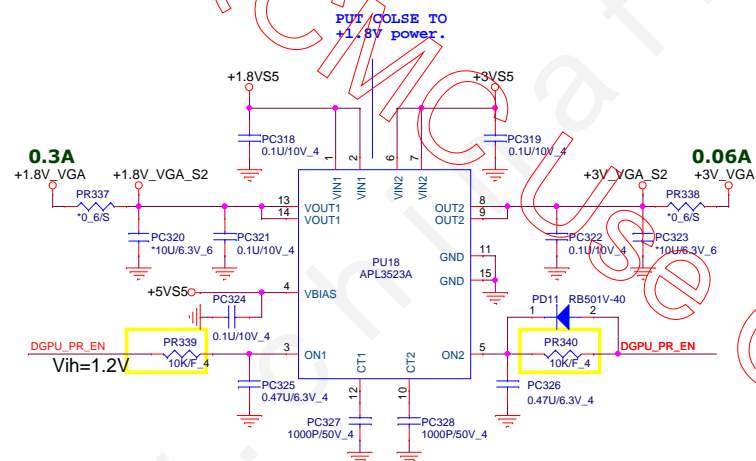 PUT COLSE TO
+1.8V power.
+1.8VS5
+3VS5
PC318
0.1U/10V_4
PC319
0.1U/10V_4
1
2
6
7
VIN1
VIN1
VIN2
VIN2
0.3A
+1.8V_VGA
+1.8V_VGA_S2
PR337
*0_6/S
13
VOUT1
14
VOUT1
PC320
*10U/6.3V_6
PC321
0.1U/10V_4
OUT2
8
OUT2
9
0.06A
+3V_VGA_S2
+3V_VGA
PR338
*0_6/S
PC322
0.1U/10V_4
PC323
*10U/6.3V_6
PU18
APL3523A
GND
11
GND
15
+5VS5
4
VBIAS
PC324
0.1U/10V_4
DGPU_PR_EN
Vih=1.2V
PR339
10K/F_4
3
ON1
PC325
0.47U/6.3V_4
CT1
CT2
12
10
PC327
1000P/50V_4
PC328
1000P/50V_4
ON2
5
PD11
RB501V-40
1
2
PR340
10K/F_4
DGPU_PR_EN
PC326
0.47U/6.3V_4